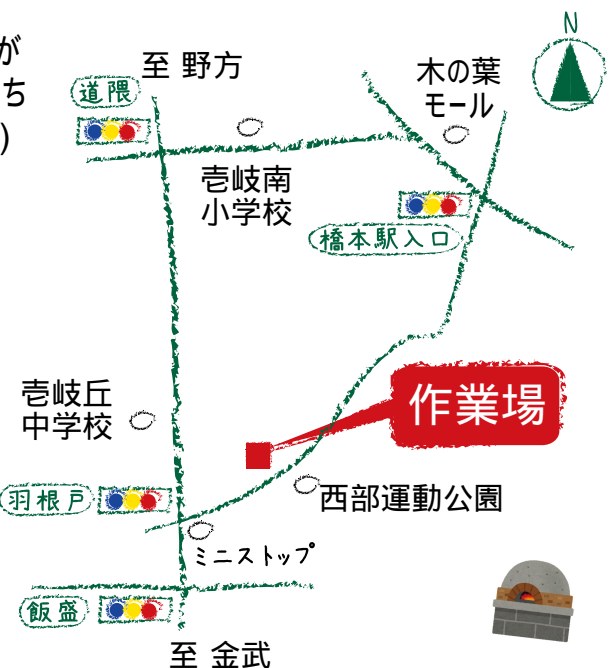 が
ち
)
N
至 野方
道隈
木の葉
モール
壱岐南
小学校
橋本駅入口
作業場
壱岐丘
中学校
羽根戸
西部運動公園
ミニストップ
飯盛
至 金武